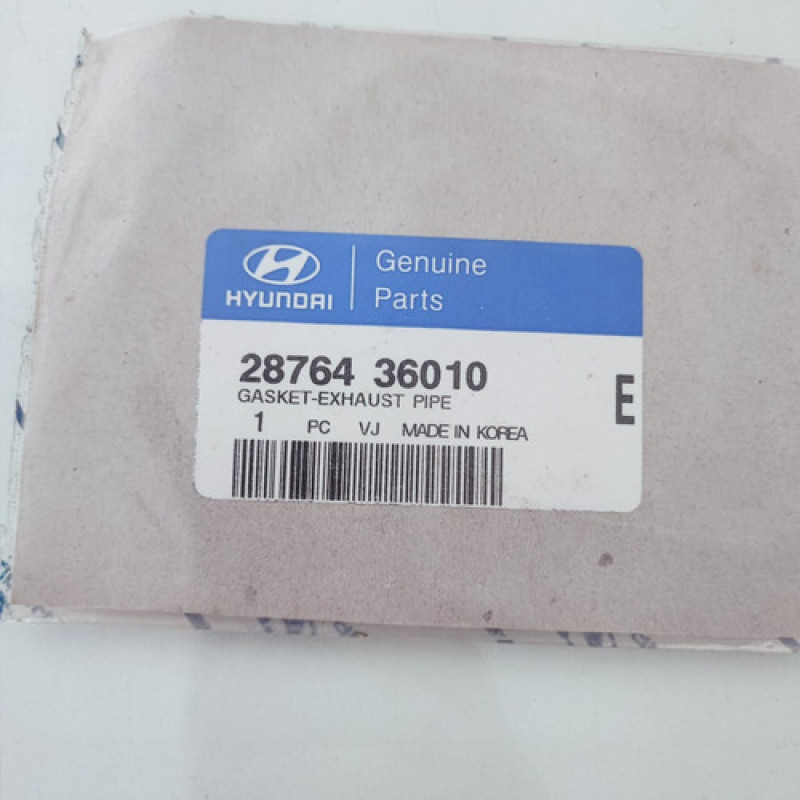 HYUNDAI
Genuine
Parts
28764 36010
GASKET-EXHAUST PIPE
E
1 PC VJ MADE IN KOREA